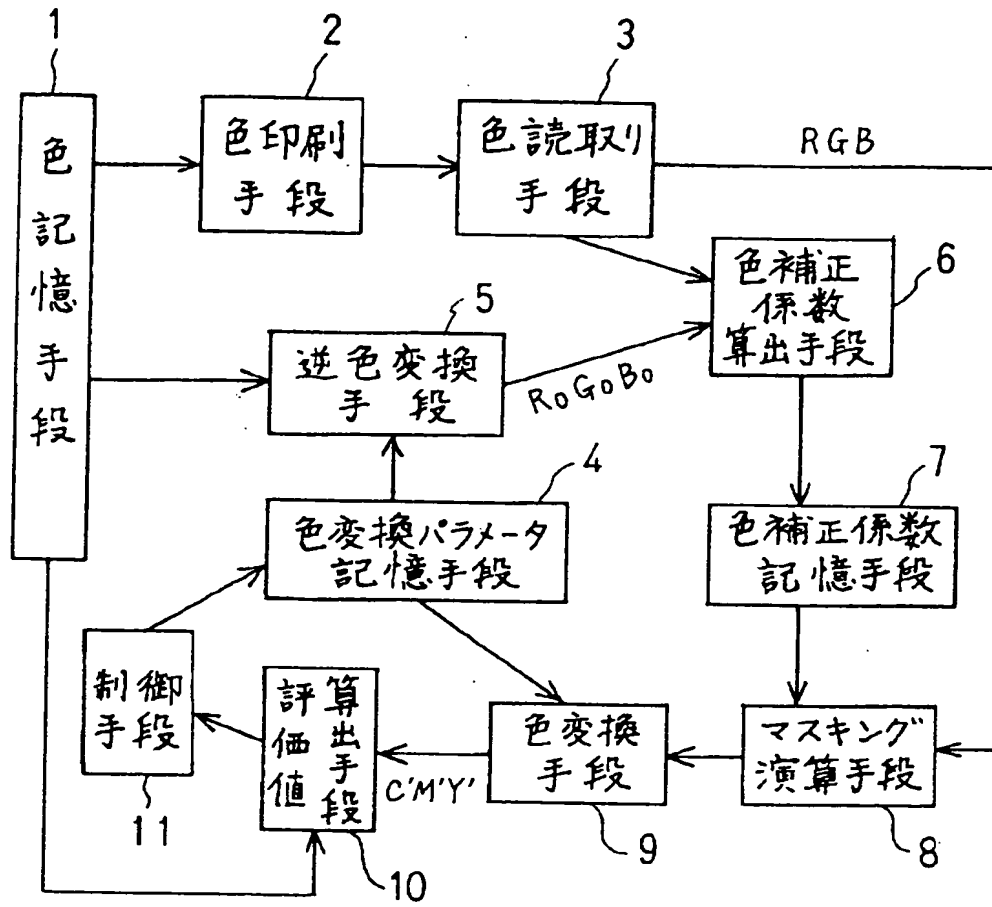 1
色記憶手段
2
色印刷
手段
3
色読取り
手段
RGB
色補正
係数
算出手段
6
5
逆色変換
手段
R₀G₀B₀
4
色変換パラメータ
記憶手段
7
色補正係数
記憶手段
制御
手段
11
評価値
算出手段
10
C'M'Y'
色変換
手段
9
マスキング
演算手段
8